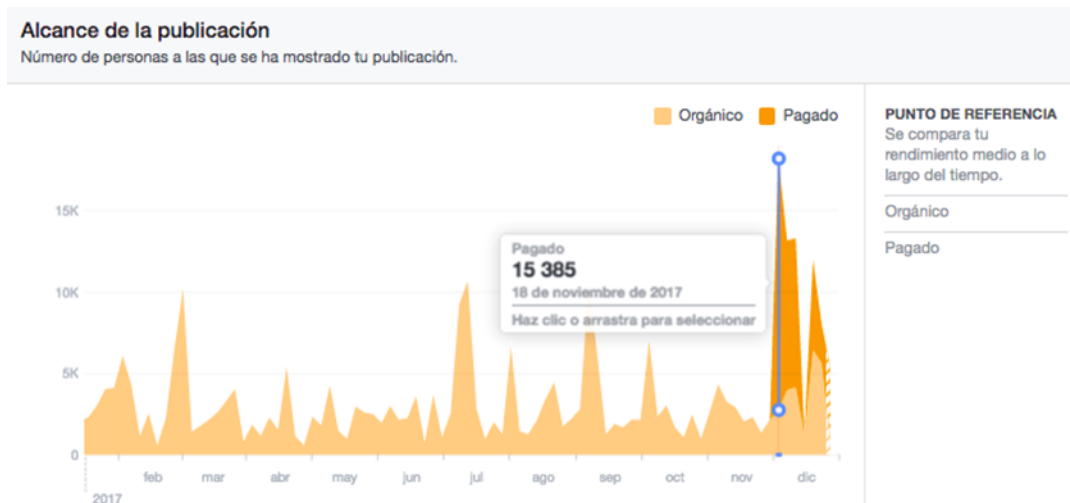 Alcance de la publicación
Número de personas a las que se ha mostrado tu publicación.
Orgánico Pagado
15K
10K
5K
0
Pagado
15 385
18 de noviembre de 2017
Haz clic o arrastra para seleccionar
feb mar abr may jun jul ago sep oct nov dic
2017
PUNTO DE REFERENCIA
Se compara tu
rendimiento medio a lo
largo del tiempo.
Orgánico
Pagado